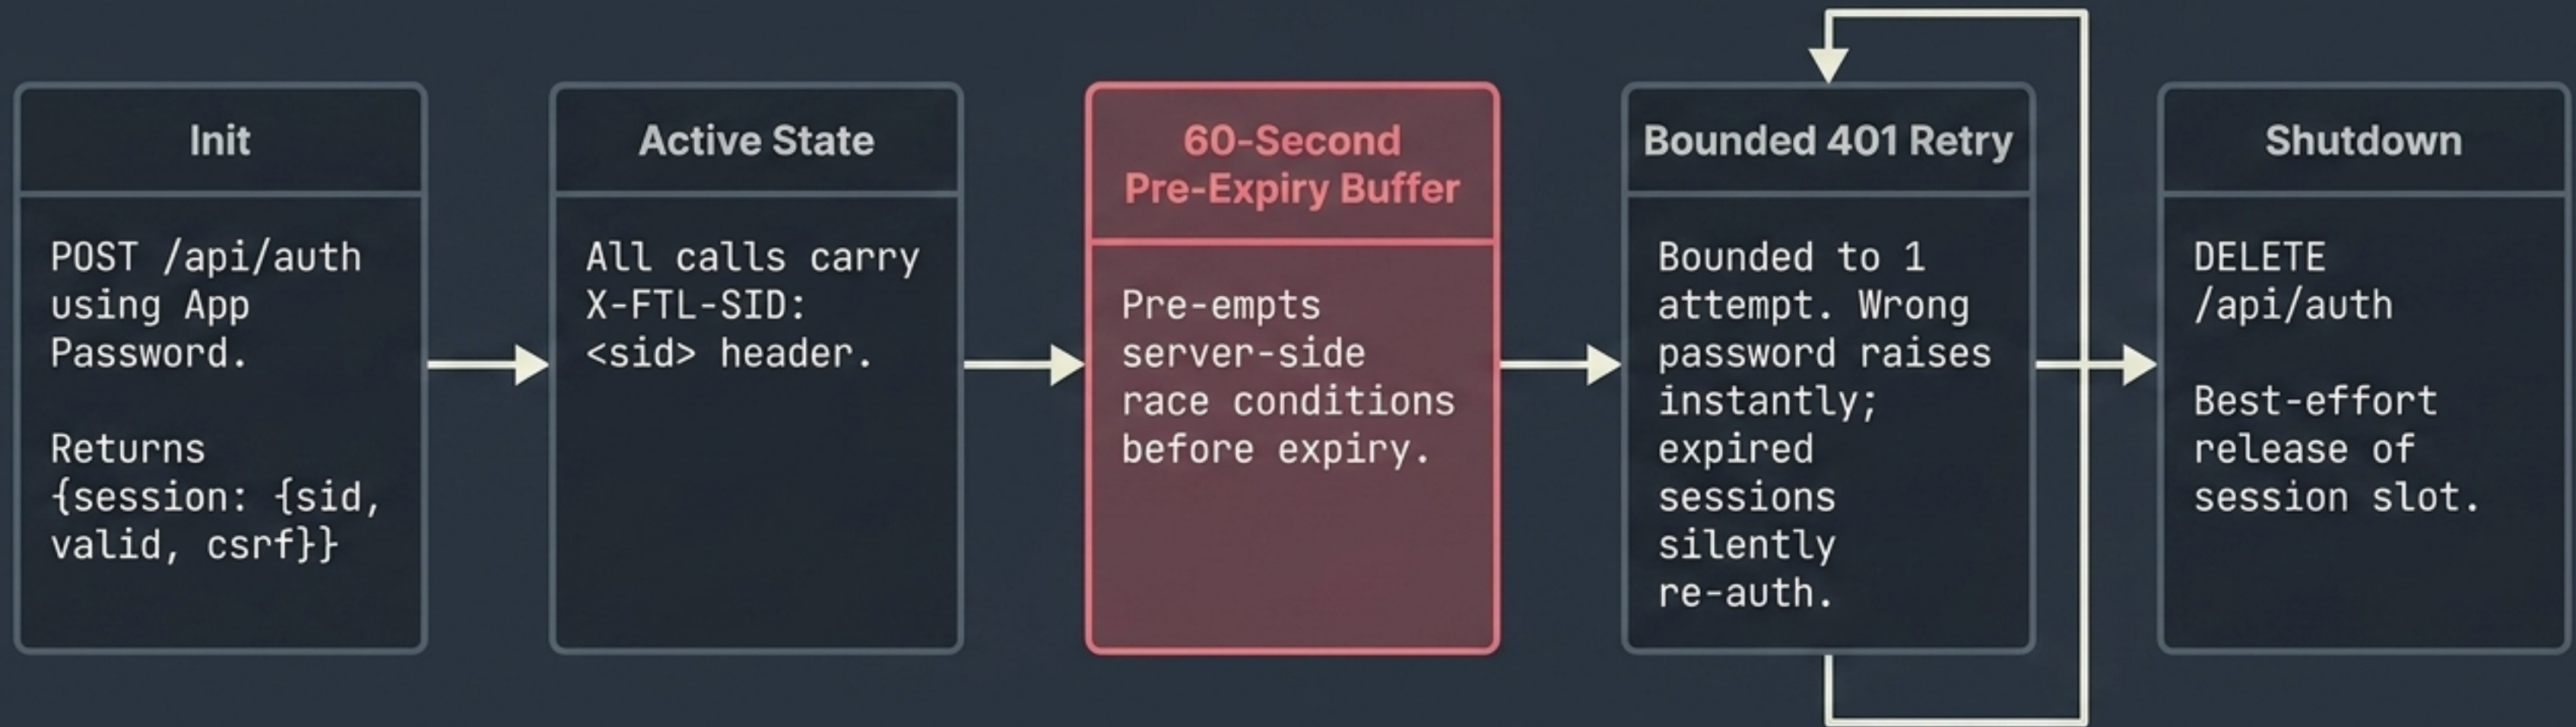 Init
POST /api/auth
using App
Password.
Returns
{session: {sid,
valid, csrf}}
Active State
All calls carry
X-FTL-SID:
<sid> header.
60-Second
Pre-Expiry Buffer
Pre-empts
server-side
race conditions
before expiry.
Bounded 401 Retry
Bounded to 1
attempt. Wrong
password raises
instantly;
expired
sessions
silently
re-auth.
Shutdown
DELETE
/api/auth
Best-effort
release of
session slot.